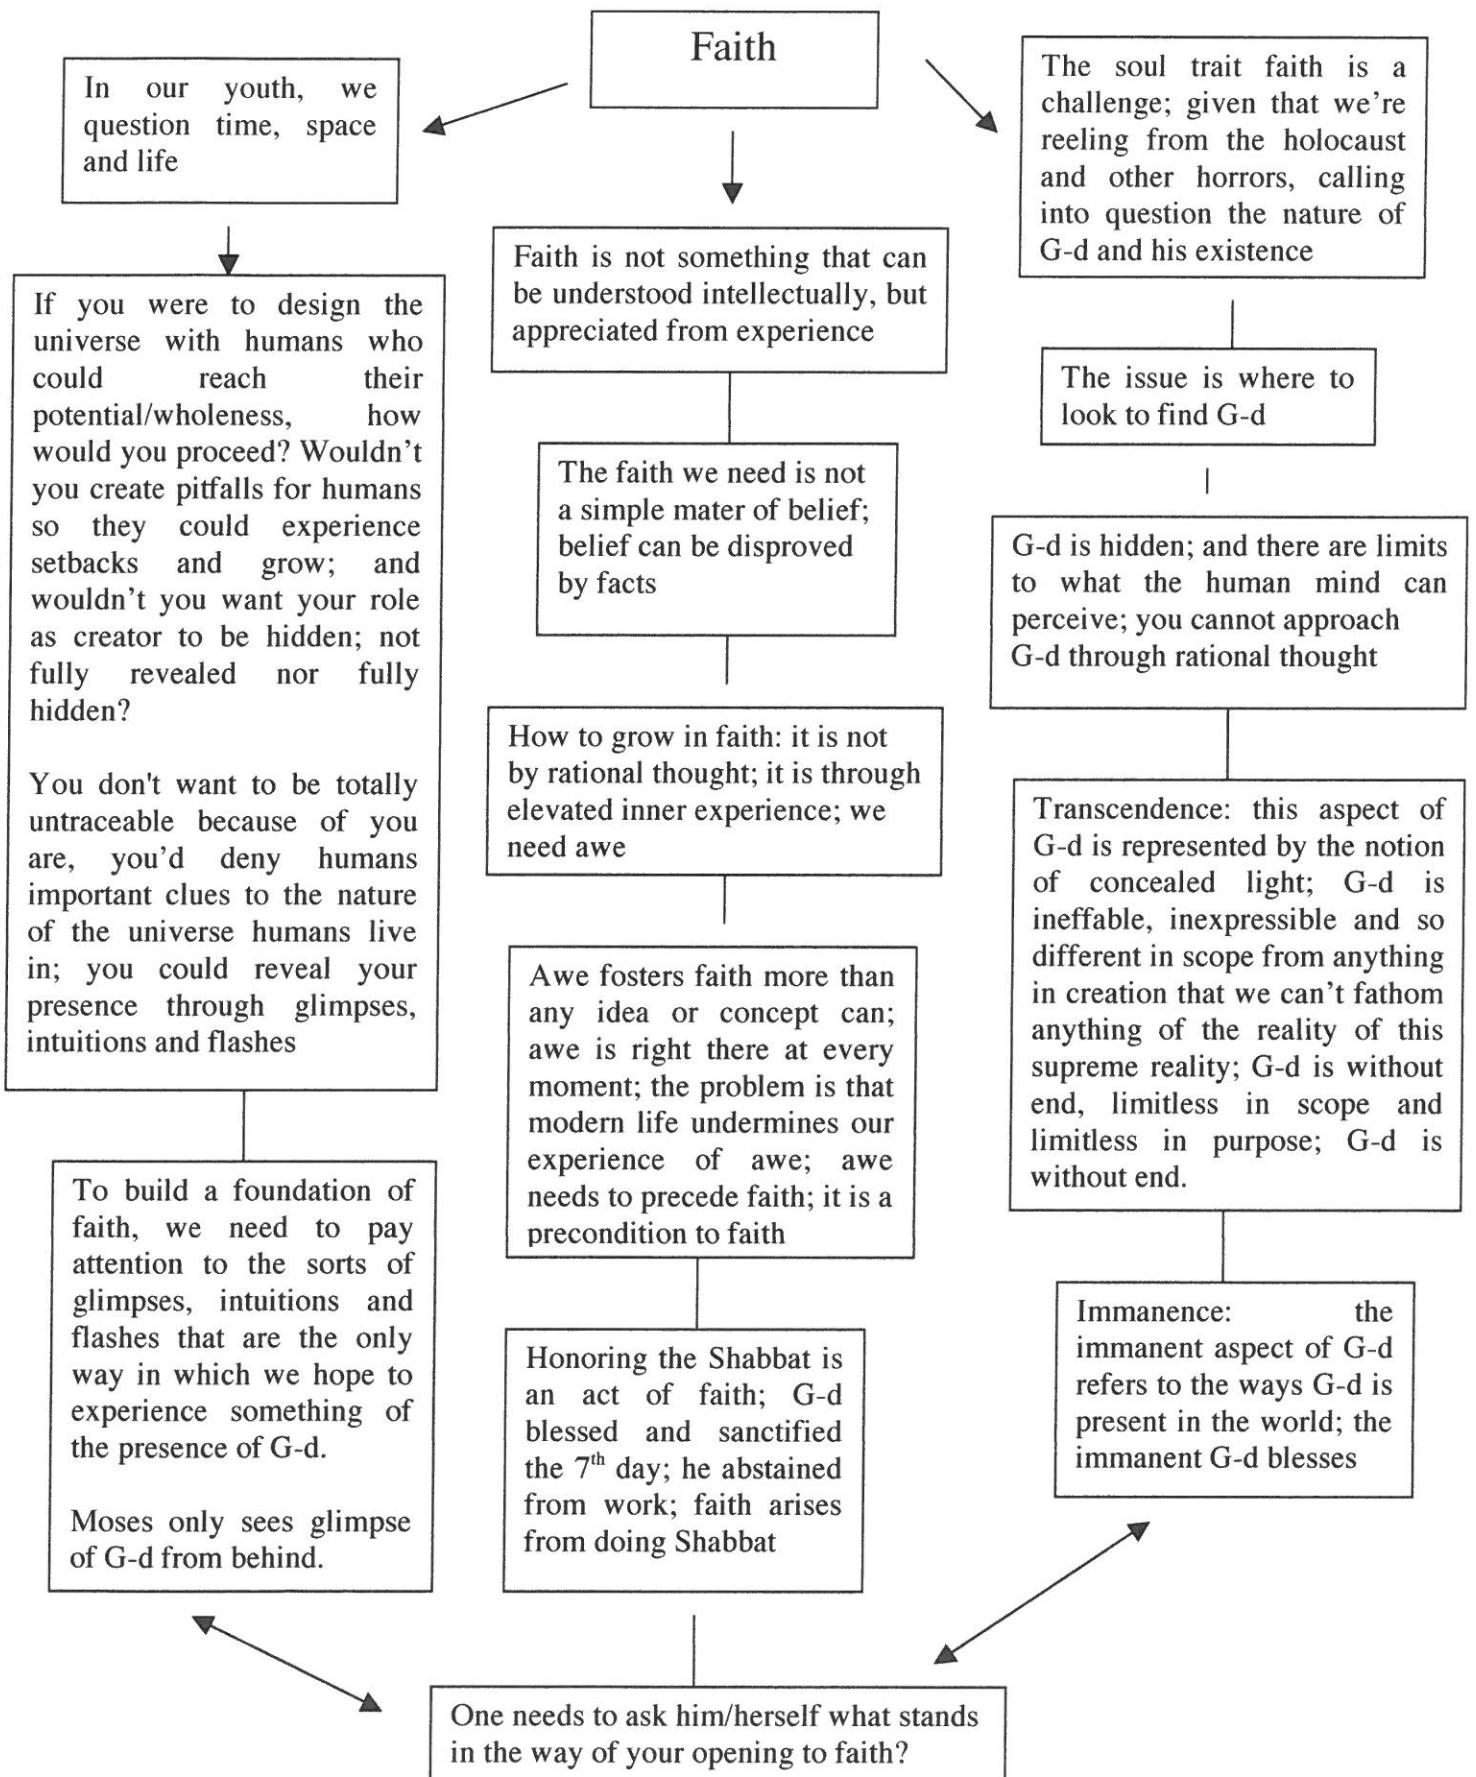 Faith
In our youth, we
question time, space
and life
If you were to design the
universe with humans who
could reach their
potential/wholeness, how
would you proceed? Wouldn't
you create pitfalls for humans
so they could experience
setbacks and grow; and
wouldn't you want your role
as creator to be hidden; not
fully revealed nor fully
hidden?
You don't want to be totally
untraceable because of you
are, you'd deny humans
important clues to the nature
of the universe humans live
in; you could reveal your
presence through glimpses,
intuitions and flashes
To build a foundation of
faith, we need to pay
attention to the sorts of
glimpses, intuitions and
flashes that are the only
way in which we hope to
experience something of
the presence of G-d.
Moses only sees glimpse
of G-d from behind.
Faith is not something that can
be understood intellectually, but
appreciated from experience
The faith we need is not
a simple mater of belief;
belief can be disproved
by facts
How to grow in faith: it is not
by rational thought; it is through
elevated inner experience; we
need awe
Awe fosters faith more than
any idea or concept can;
awe is right there at every
moment; the problem is that
modern life undermines our
experience of awe; awe
needs to precede faith; it is a
precondition to faith
Honoring the Shabbat is
an act of faith; G-d
blessed and sanctified
the 7th day; he abstained
from work; faith arises
from doing Shabbat
The soul trait faith is a
challenge; given that we're
reeling from the holocaust
and other horrors, calling
into question the nature of
G-d and his existence
The issue is where to
look to find G-d
G-d is hidden; and there are limits
to what the human mind can
perceive; you cannot approach
G-d through rational thought
Transcendence: this aspect of
G-d is represented by the notion
of concealed light; G-d is
ineffable, inexpressible and so
different in scope from anything
in creation that we can't fathom
anything of the reality of this
supreme reality; G-d is without
end, limitless in scope and
limitless in purpose; G-d is
without end.
Immanence: the
immanent aspect of G-d
refers to the ways G-d is
present in the world; the
immanent G-d blesses
One needs to ask him/herself what stands
in the way of your opening to faith?